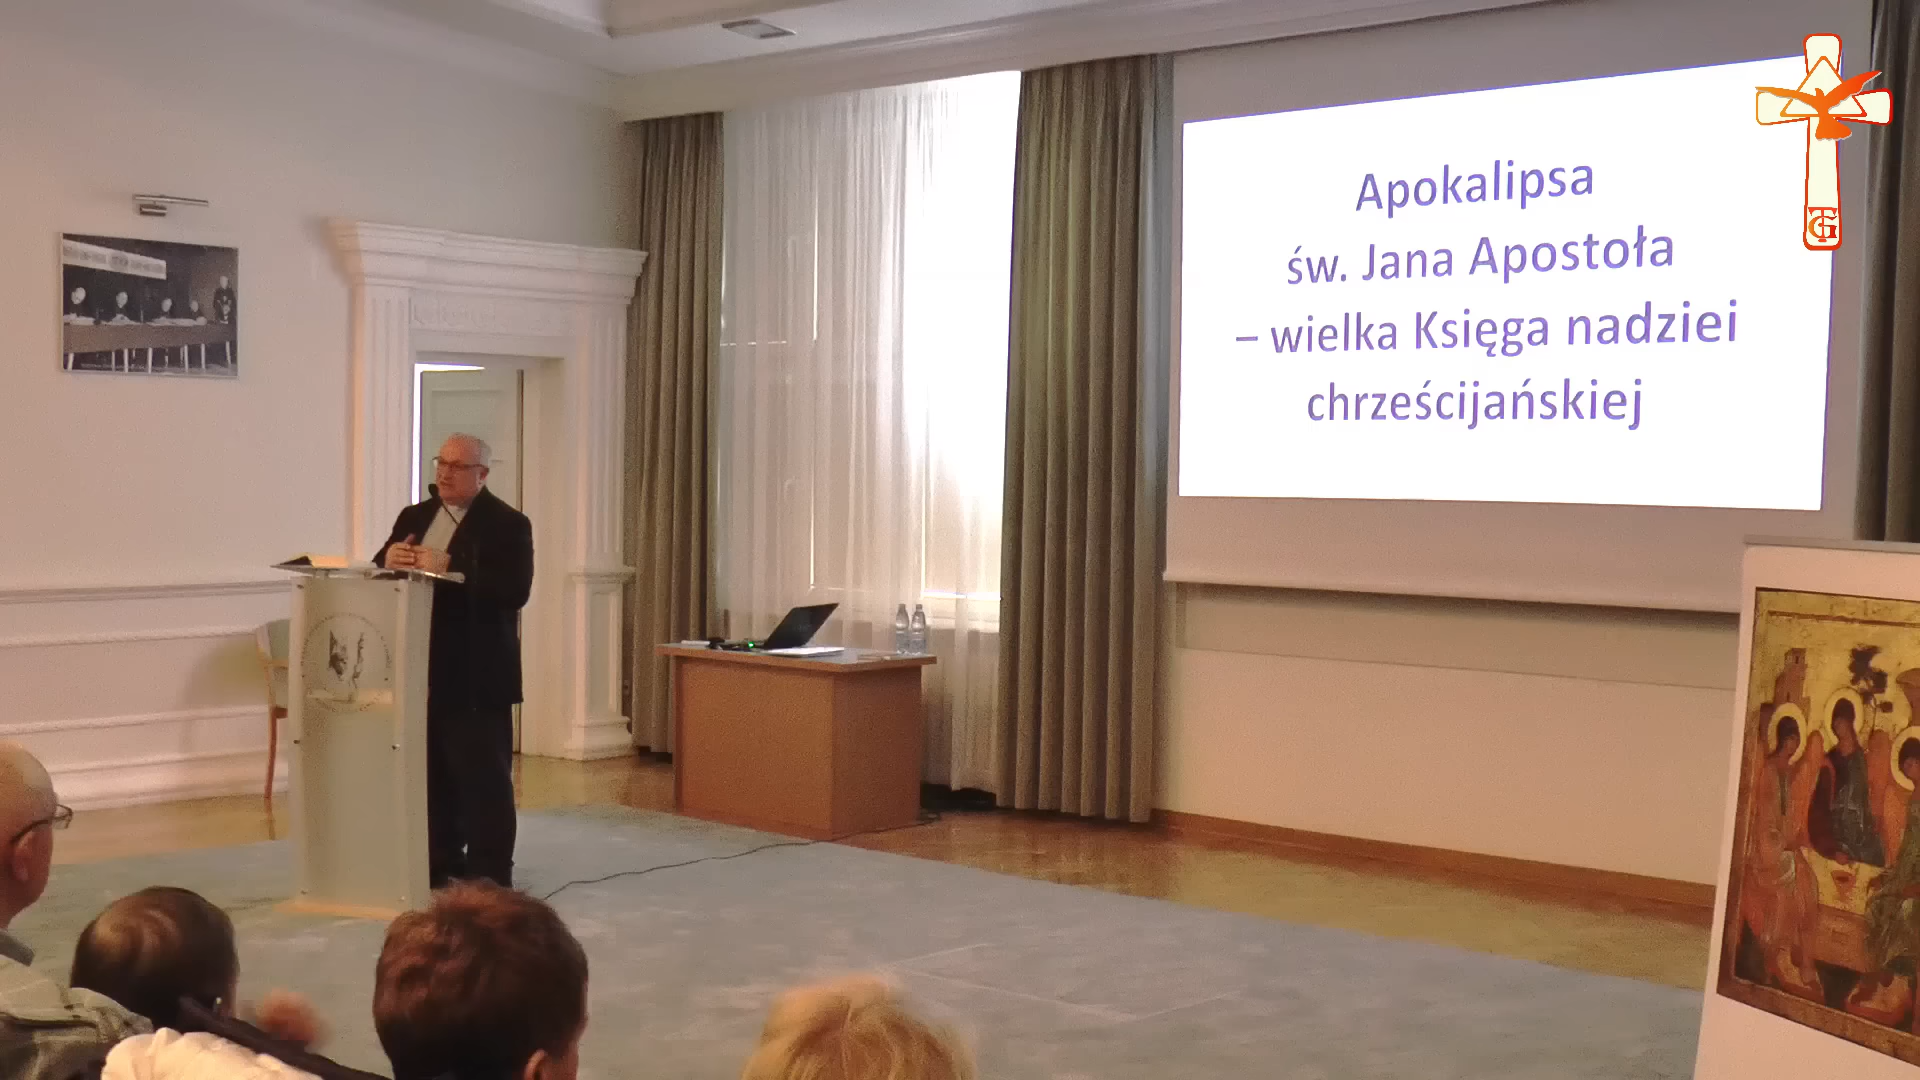 Apokalipsa
św. Jana Apostoła
– wielka Księga nadziei
chrześcijańskiej